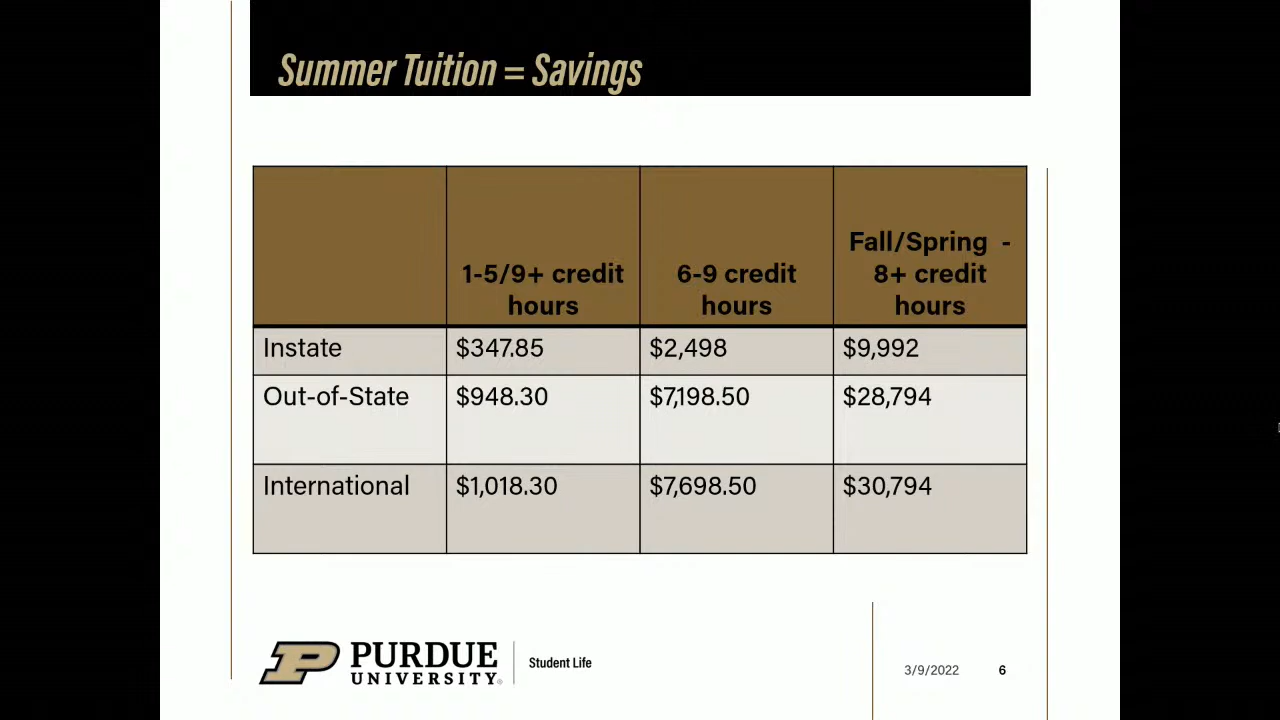 Summer Tuition = Savings
1-5/9+ credit
hours
6-9 credit
hours
Fall/Spring -
8+ credit
hours
Instate $347.85 $2,498 $9,992
Out-of-State $948.30 $7,198.50 $28,794
International $1,018.30 $7,698.50 $30,794
PURDUE
UNIVERSITY®
Student Life
3/9/2022 6